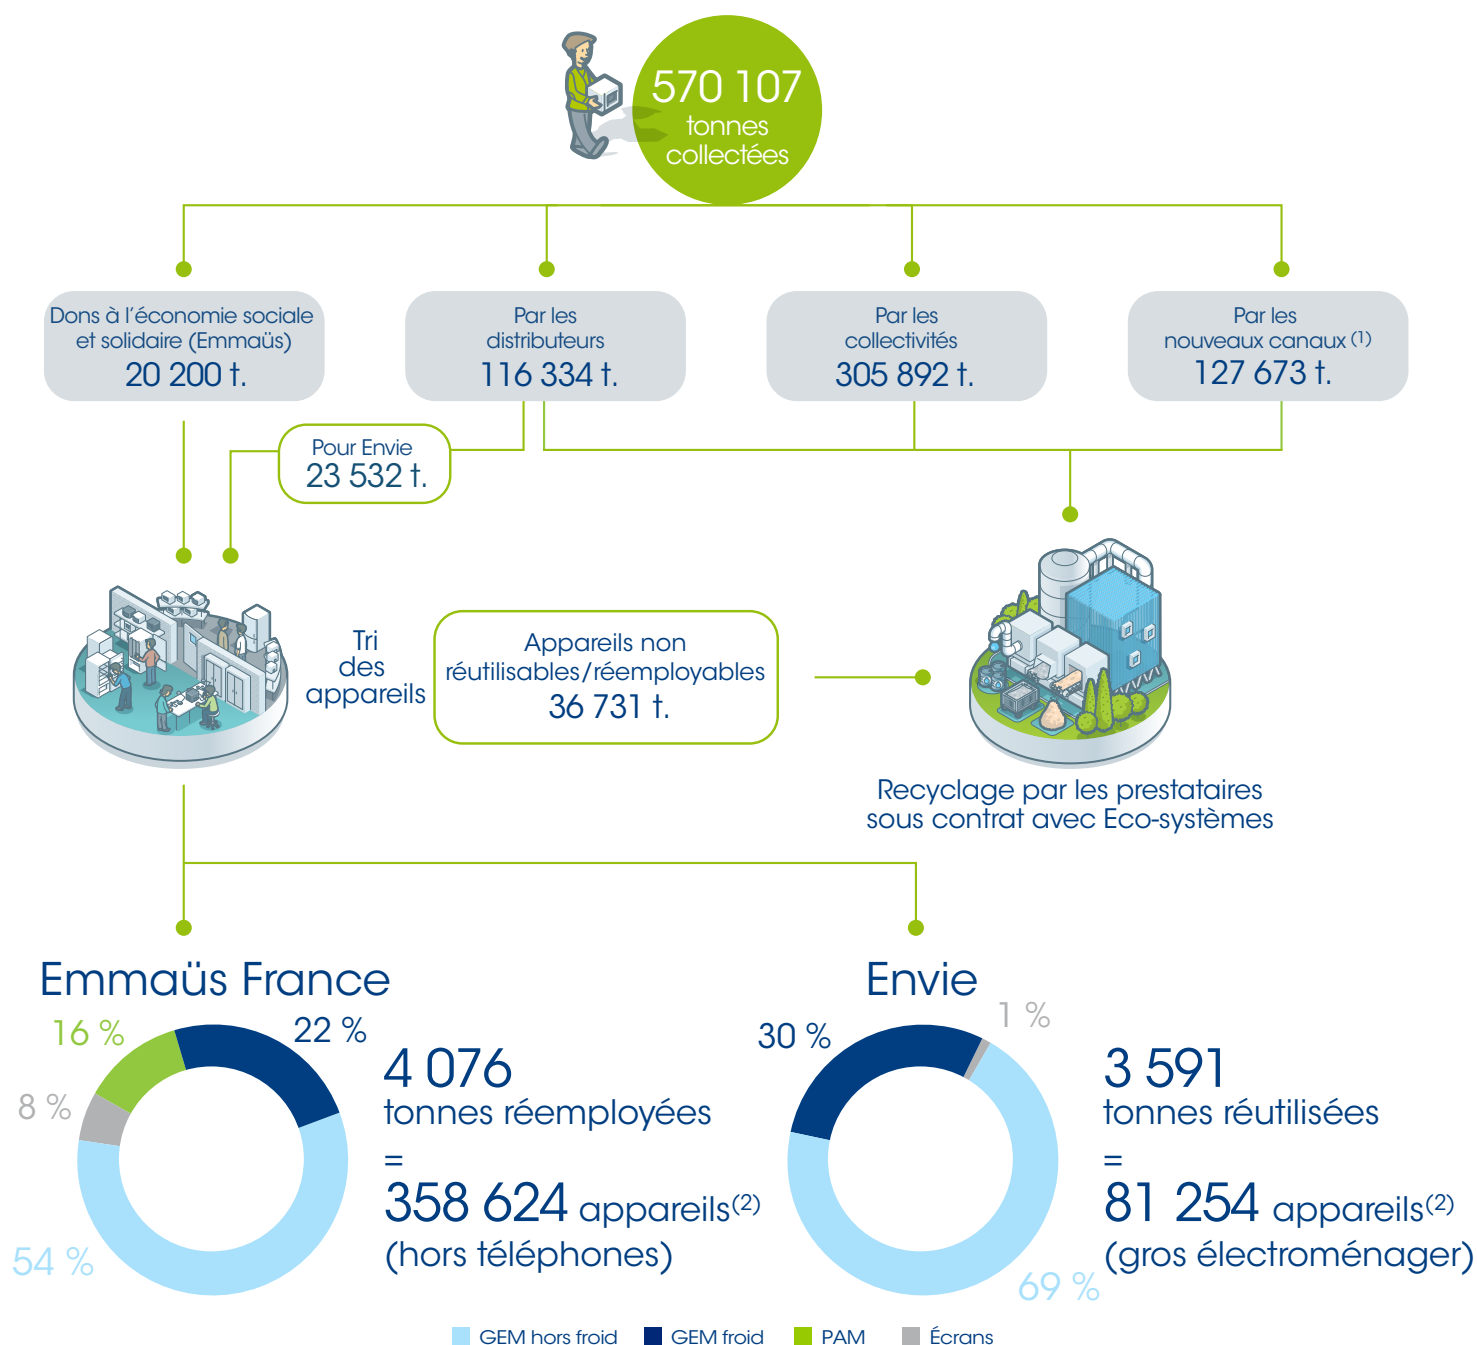 570 107
tonnes
collectées
Dons à l'économie sociale
et solidaire (Emmaüs)
20 200 t.
Par les
distributeurs
116 334 t.
Par les
collectivités
305 892 t.
Par les
nouveaux canaux (1)
127 673 t.
Pour Envie
23 532 t.
Tri
des
appareils
Appareils non
réutilisables/réemployables
36 731 t.
Recyclage par les prestataires
sous contrat avec Eco-systèmes
Emmaüs France
16 %
22 %
8 %
54 %
4 076
tonnes réemployées
=
358 624 appareils(2)
(hors téléphones)
Envie
1 %
30 %
69 %
3 591
tonnes réutilisées
=
81 254 appareils(2)
(gros électroménager)
GEM hors froid
GEM froid
PAM
Écrans